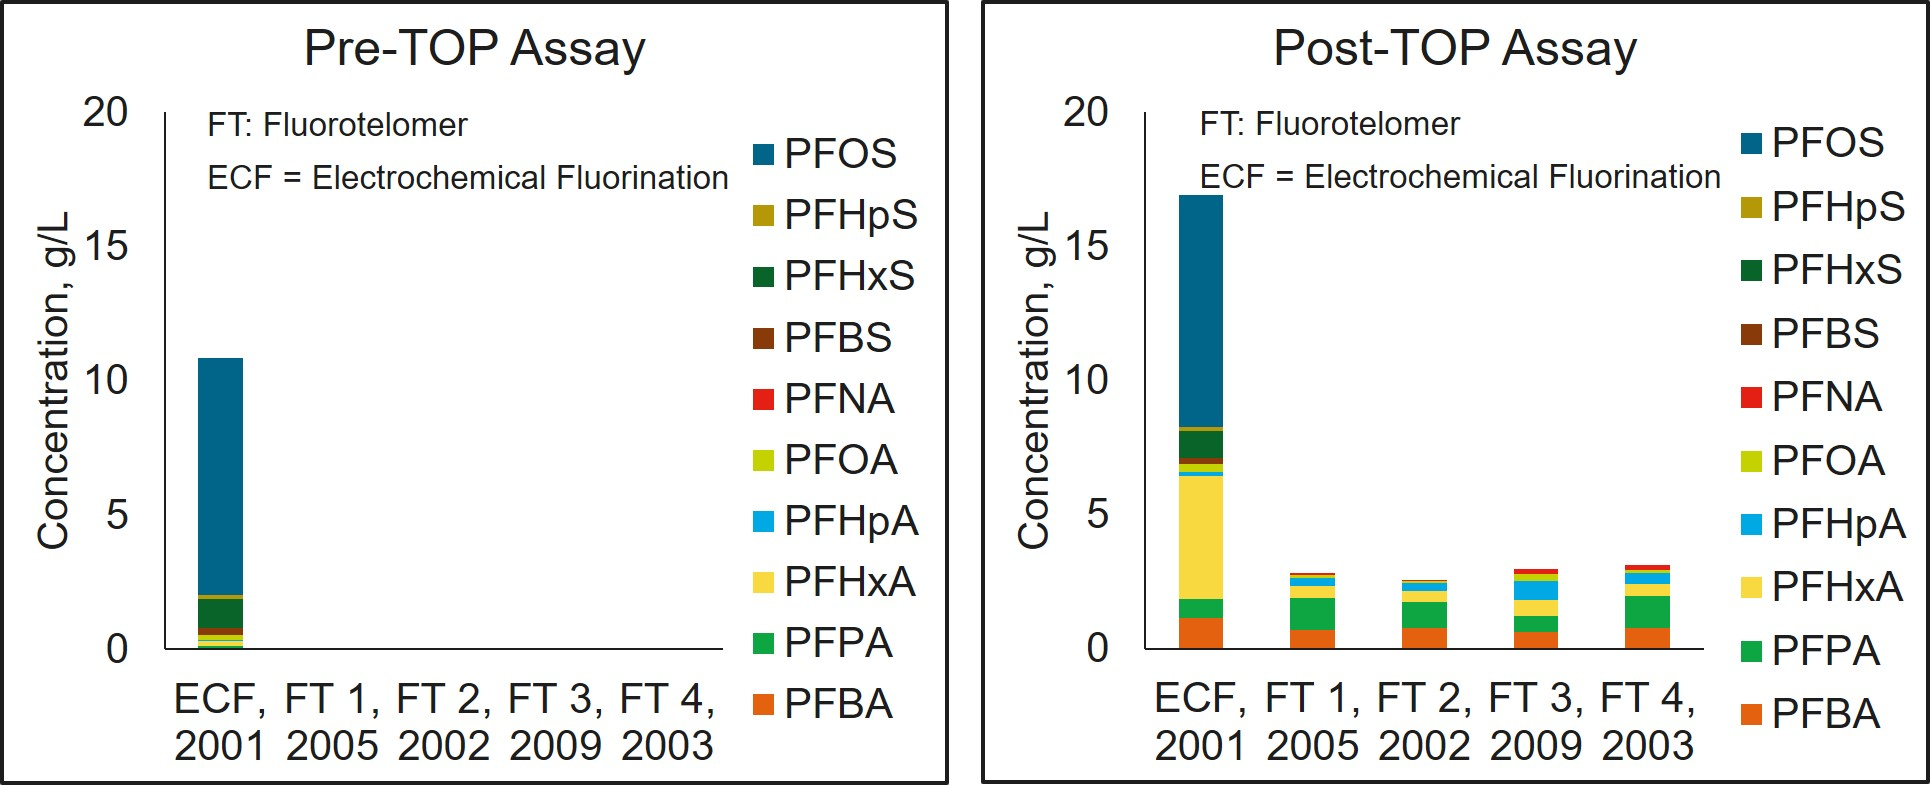 Pre-TOP Assay
FT: Fluorotelomer
ECF = Electrochemical Fluorination
Concentration, g/L
20
15
10
5
0
ECF, 2001
FT 1, 2005
FT 2, 2002
FT 3, 2009
FT 4, 2003
PFOS
PFHpS
PFHxS
PFBS
PFNA
PFOA
PFHpA
PFHxA
PFPA
PFBA
Post-TOP Assay
FT: Fluorotelomer
ECF = Electrochemical Fluorination
Concentration, g/L
20
15
10
5
0
ECF, 2001
FT 1, 2005
FT 2, 2002
FT 3, 2009
FT 4, 2003
PFOS
PFHpS
PFHxS
PFBS
PFNA
PFOA
PFHpA
PFHxA
PFPA
PFBA